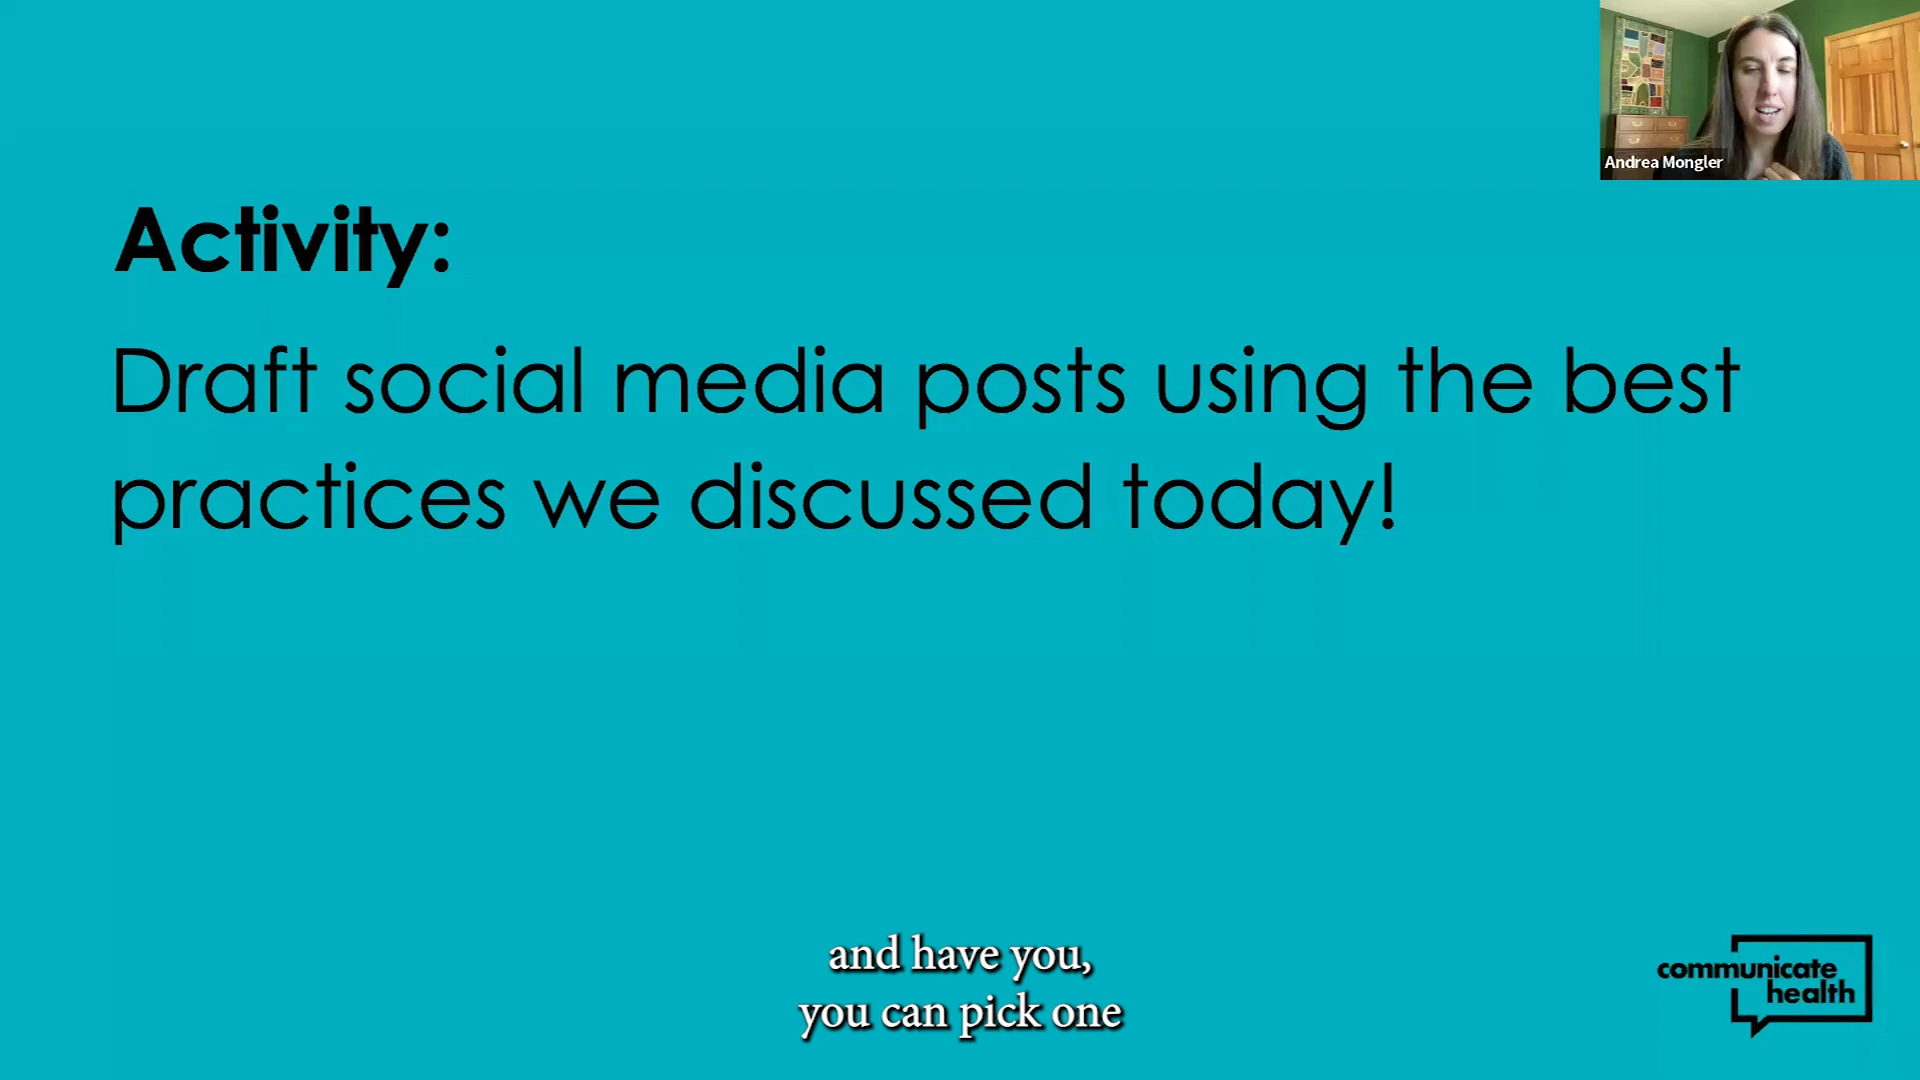 Andrea Mongler
Activity:
Draft social media posts using the best
practices we discussed today!
and have you,
you can pick one
communicate
health